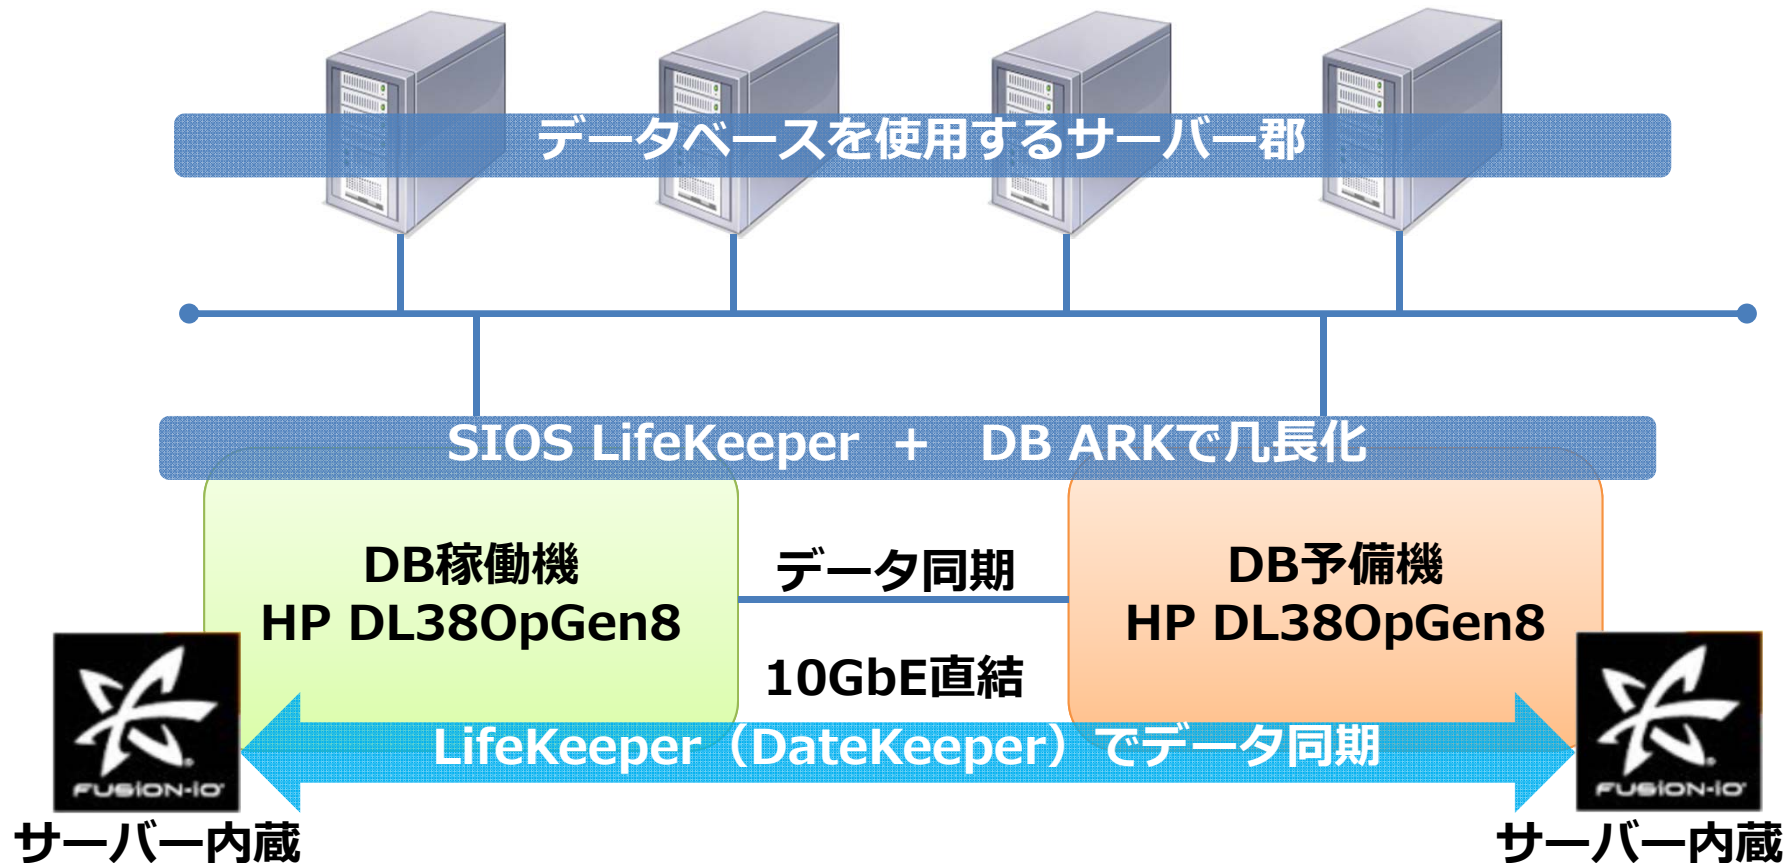 データベースを使用するサーバー郡
SIOS LifeKeeper + DB ARKで几長化
DB稼働機
HP DL38OpGen8
データ同期
10GbE直結
DB予備機
HP DL38OpGen8
LifeKeeper（DateKeeper）でデータ同期
FUSION-iO
サーバー内蔵
FUSION-iO
サーバー内蔵